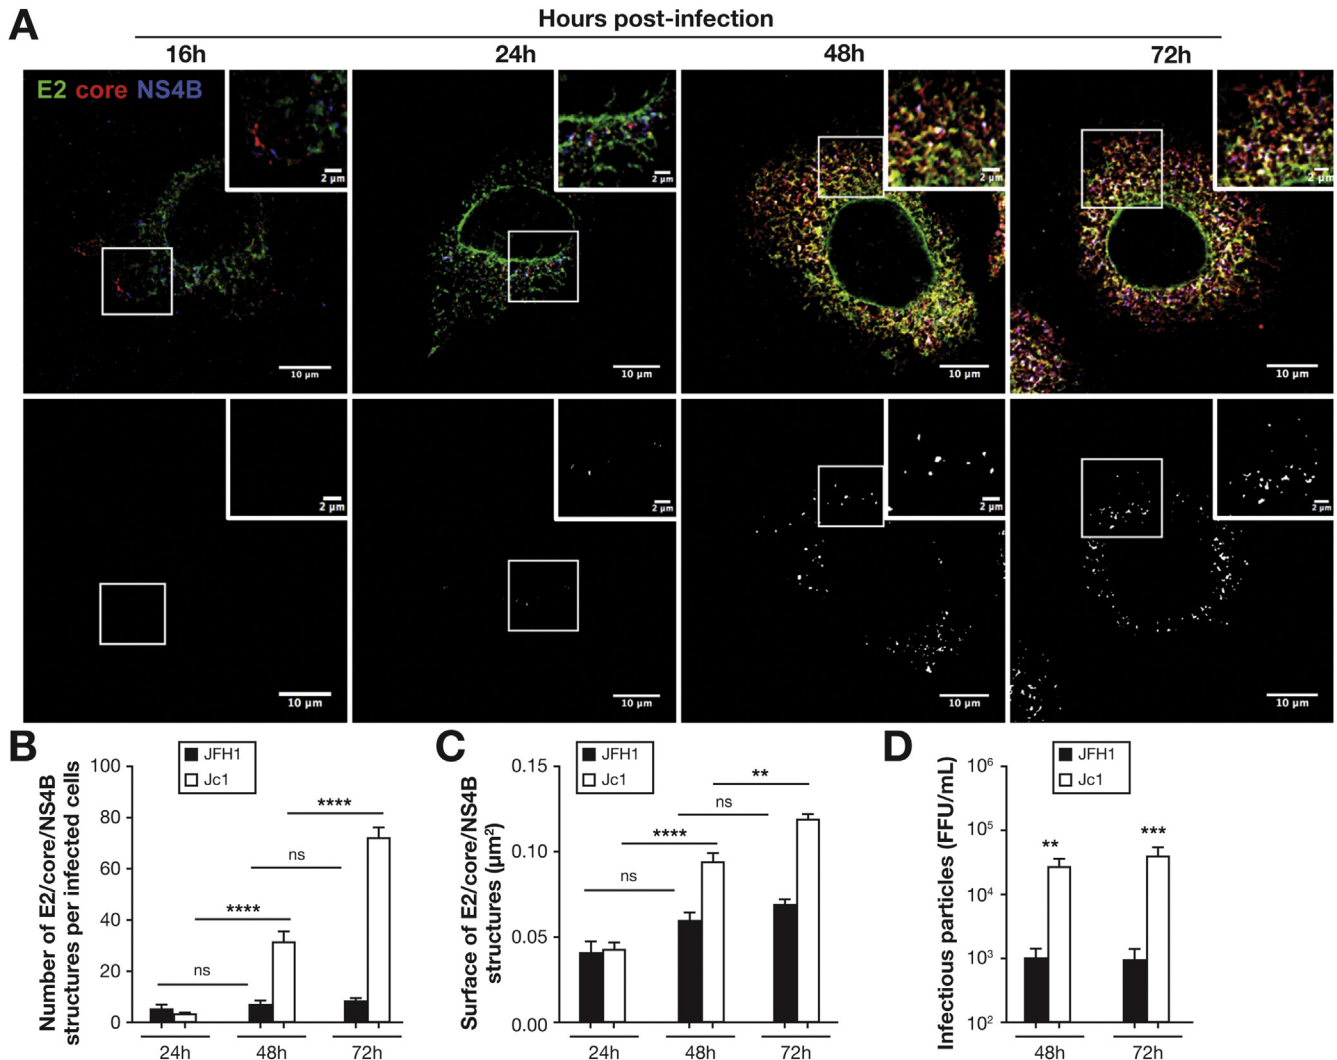 A
Hours post-infection
16h 24h 48h 72h
E2 core NS4B
2 µm 2 µm 2 µm 2 µm
10 µm 10 µm 10 µm 10 µm
2 µm 2 µm 2 µm 2 µm
10 µm 10 µm 10 µm 10 µm
B
JFH1
Jc1
Number of E2/core/NS4B
structures per infected cells
100
80
60
40
20
0
ns
****
ns
****
24h 48h 72h
C
JFH1
Jc1
Surface of E2/core/NS4B
structures (µm²)
0.15
0.10
0.05
0.00
ns
****
ns
**
24h 48h 72h
D
JFH1
Jc1
Infectious particles (FFU/mL)
10⁶
10⁵
10⁴
10³
10²
**
***
48h 72h